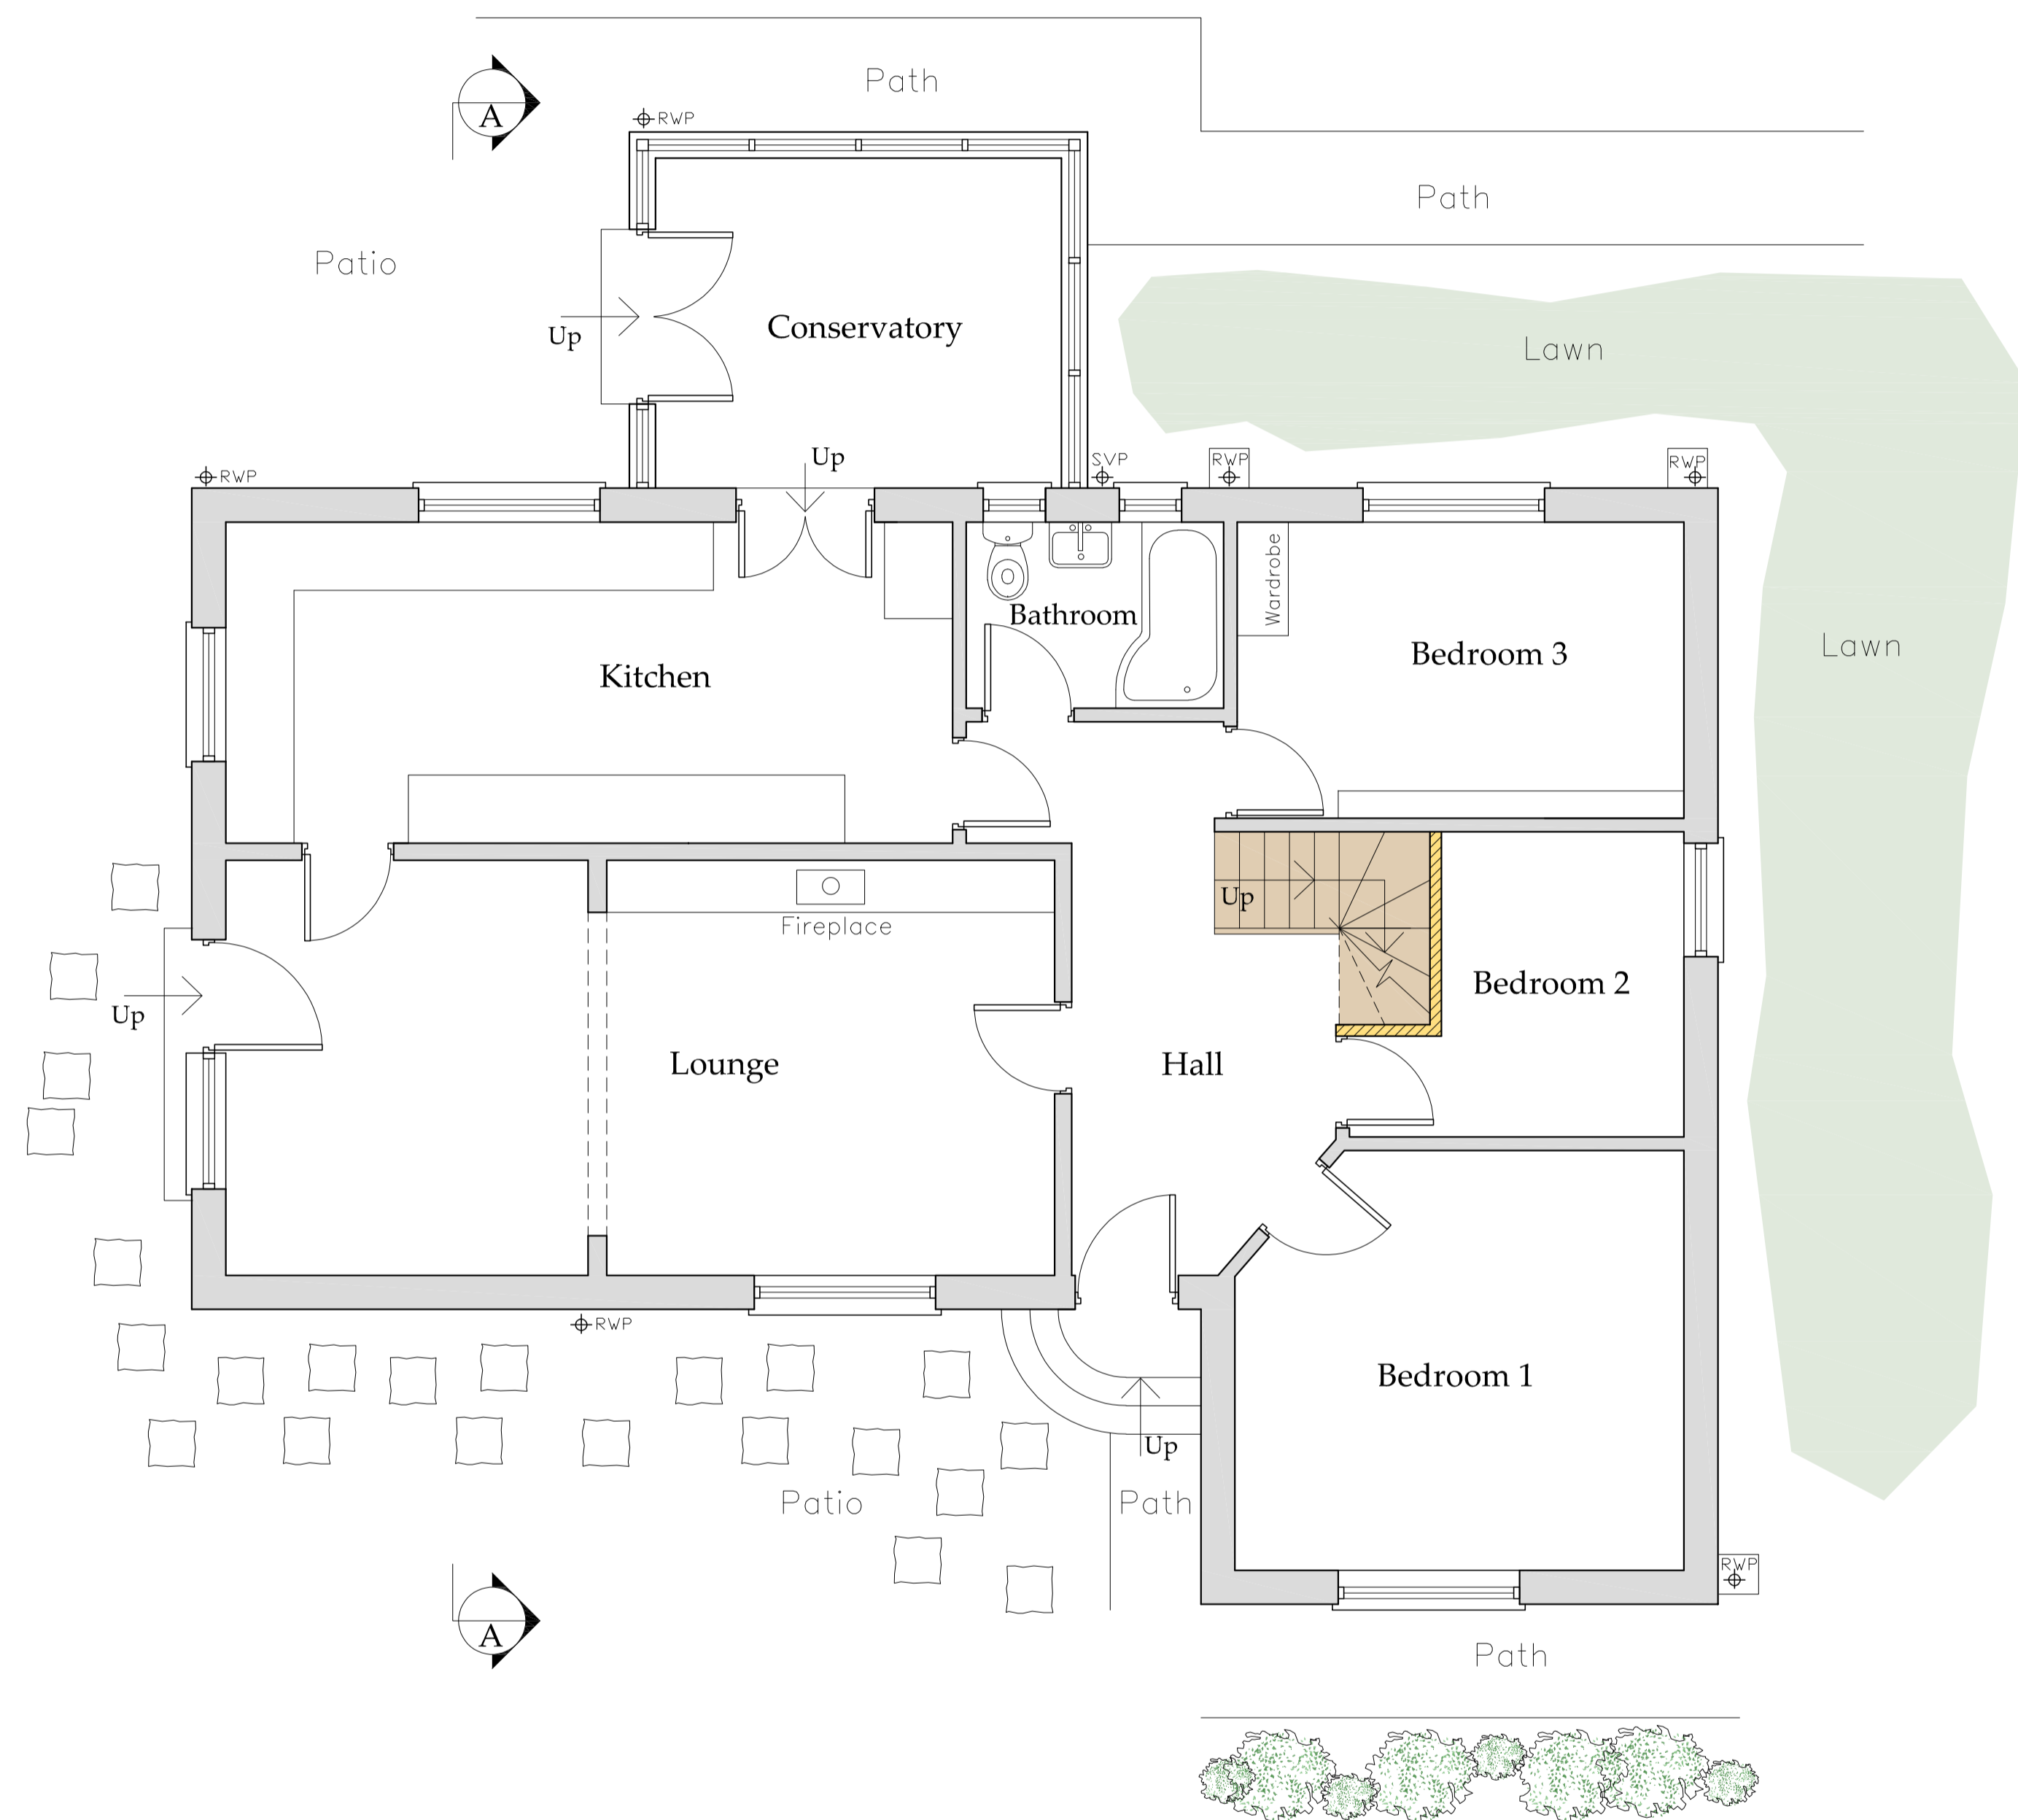 Path
A
RWP
Path
Patio
Conservatory
Up
Lawn
Up
SVP
RWP
RWP
RWP
Wardrobe
Bathroom
Lawn
Bedroom 3
Kitchen
Up
Fireplace
Bedroom 2
Up
Lounge
Hall
RWP
Bedroom 1
Up
Patio
Path
RWP
A
Path